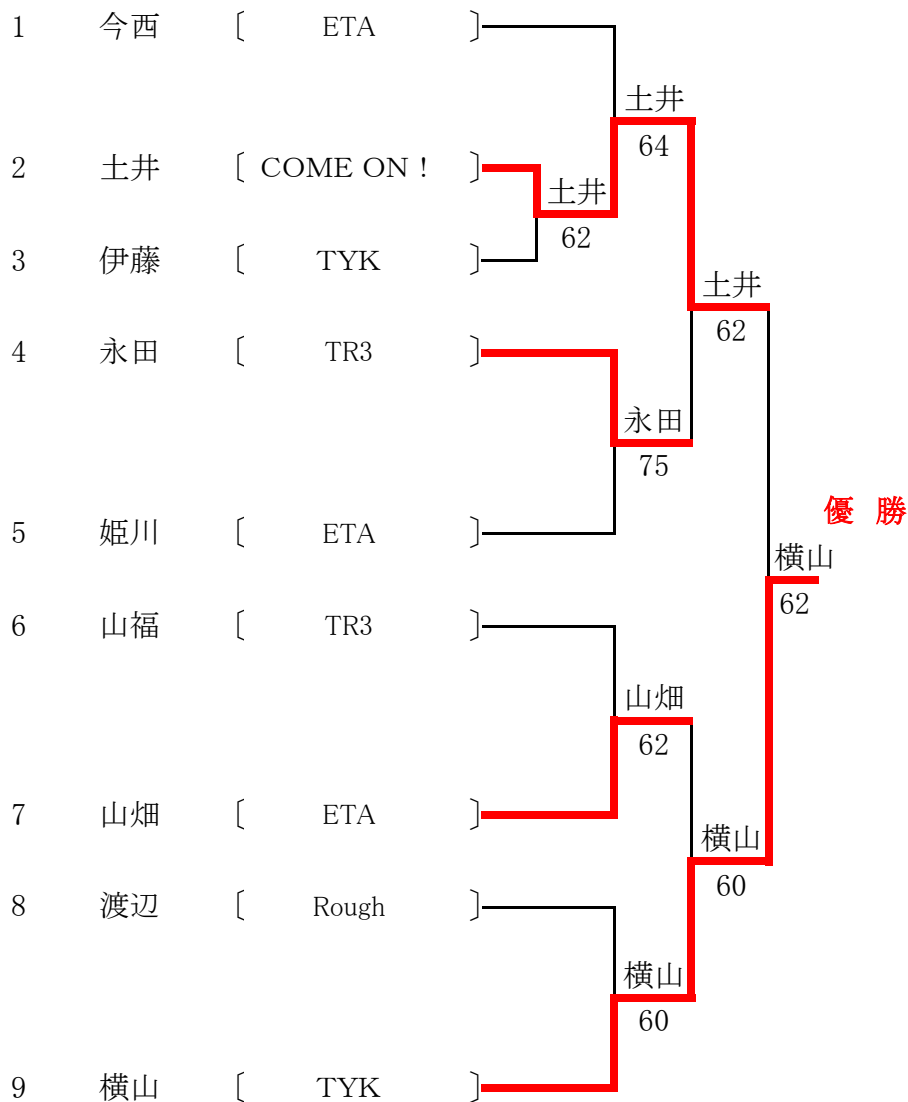 1 今西 〔 ETA 〕
土井
64
2 土井 〔 COME ON ! 〕
土井
62
3 伊藤 〔 TYK 〕
土井
62
4 永田 〔 TR3 〕
永田
75
優 勝
5 姫川 〔 ETA 〕
横山
62
6 山福 〔 TR3 〕
山畑
62
7 山畑 〔 ETA 〕
横山
60
8 渡辺 〔 Rough 〕
横山
60
9 横山 〔 TYK 〕